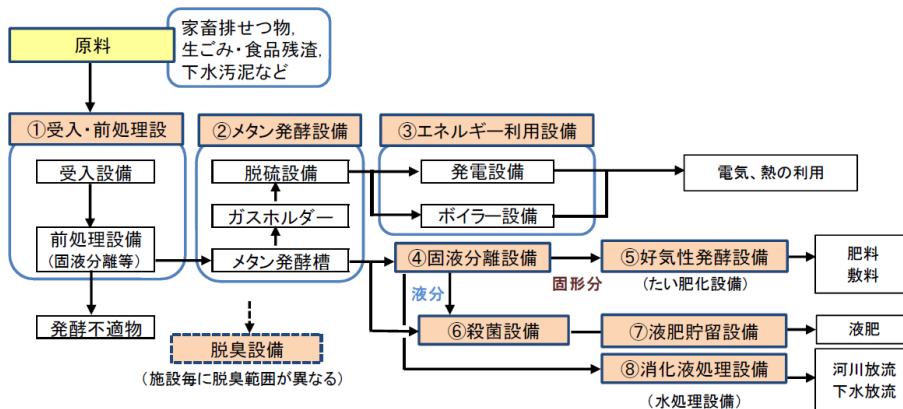 家畜排せつ物,
生ごみ・食品残渣,
下水汚泥など
原料
①受入・前処理設
受入設備
前処理設備
(固液分離等)
発酵不適物
②メタン発酵設備
脱硫設備
ガスホルダー
メタン発酵槽
脱臭設備
(施設毎に脱臭範囲が異なる)
③エネルギー利用設備
発電設備
ボイラー設備
電気、熱の利用
④固液分離設備
液分
固形分
⑤好気性発酵設備
(たい肥化設備)
肥料
敷料
⑥殺菌設備
⑦液肥貯留設備
液肥
⑧消化液処理設備
(水処理設備)
河川放流
下水放流